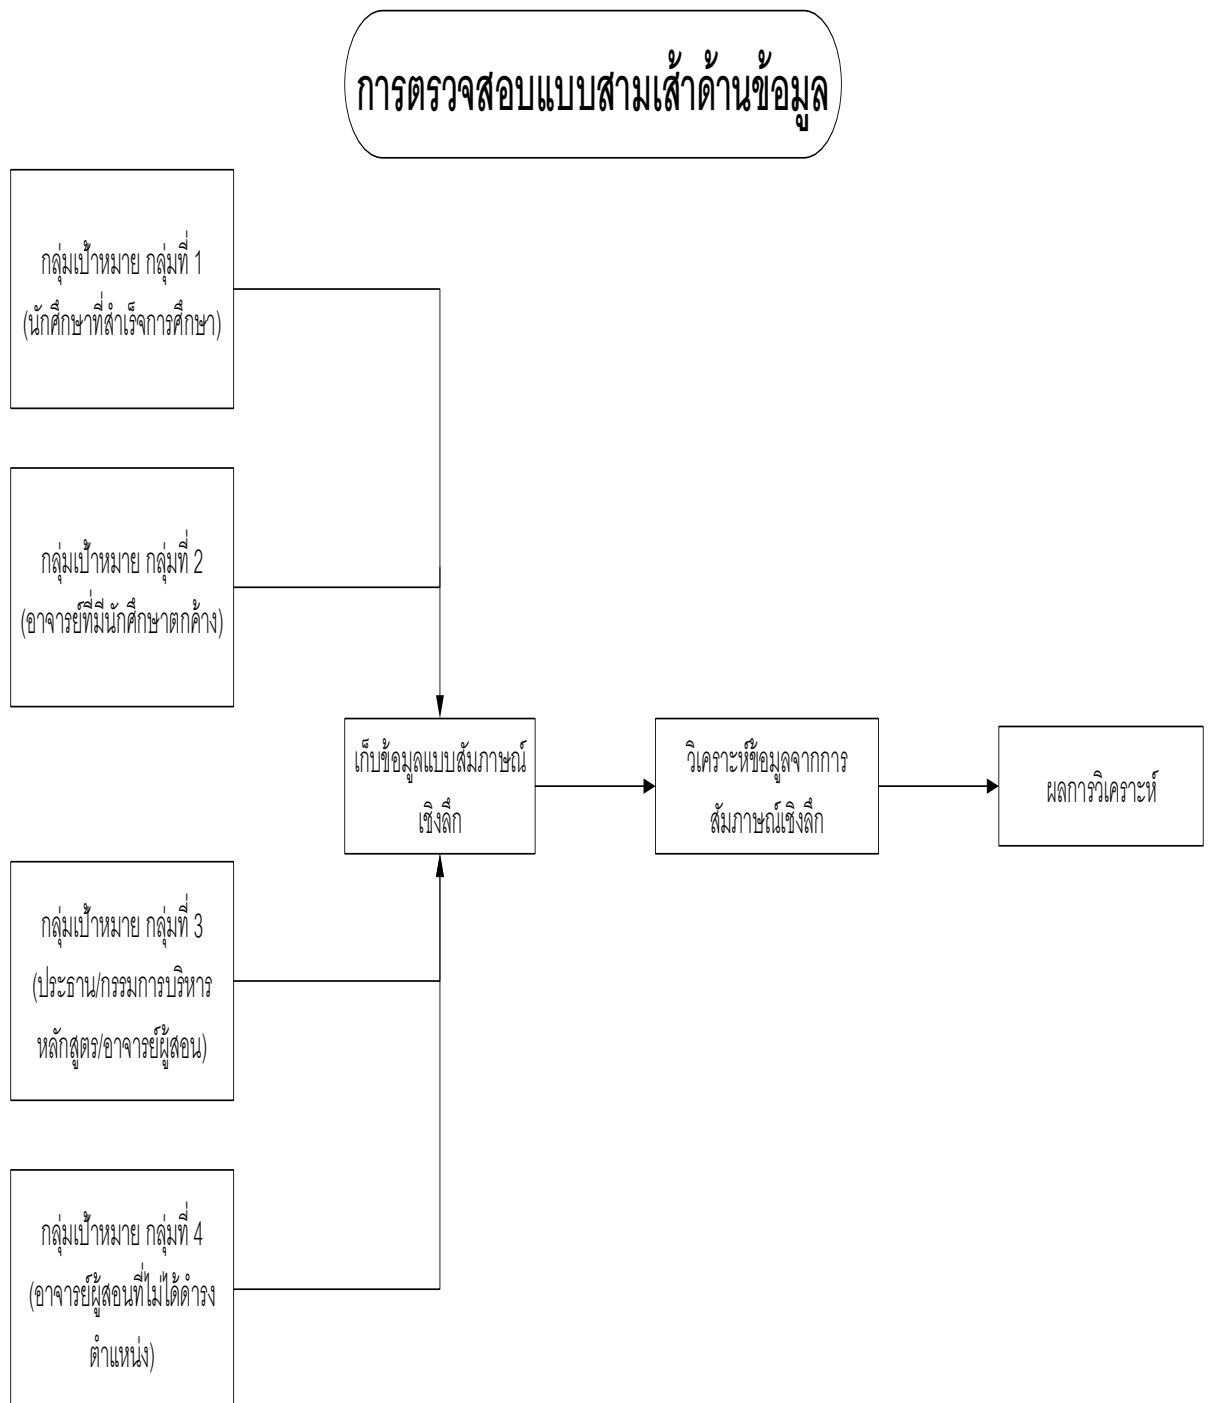 การตรวจสอบแบบสามเส้าด้านข้อมูล
กลุ่มเป้าหมาย กลุ่มที่ 1
(นักศึกษาที่สำเร็จการศึกษา)
กลุ่มเป้าหมาย กลุ่มที่ 2
(อาจารย์ที่มีนักศึกษาตกค้าง)
เก็บข้อมูลแบบสัมภาษณ์
เชิงลึก
วิเคราะห์ข้อมูลจากการ
สัมภาษณ์เชิงลึก
ผลการวิเคราะห์
กลุ่มเป้าหมาย กลุ่มที่ 3
(ประธาน/กรรมการบริหาร
หลักสูตร/อาจารย์ผู้สอน)
กลุ่มเป้าหมาย กลุ่มที่ 4
(อาจารย์ผู้สอนที่ไม่ได้ดำรง
ตำแหน่ง)